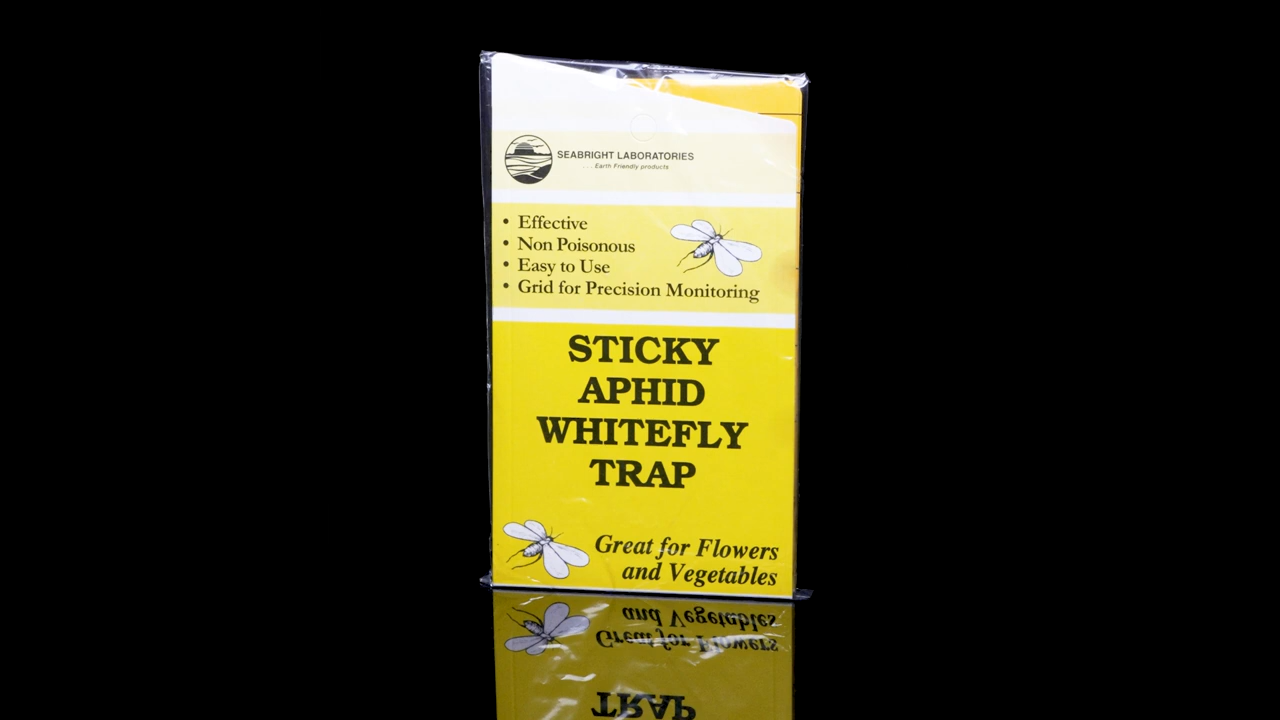 SEABRIGHT LABORATORIES
. . . Earth Friendly products
• Effective
• Non Poisonous
• Easy to Use
• Grid for Precision Monitoring
STICKY
APHID
WHITEFLY
TRAP
Great for Flowers
and Vegetables